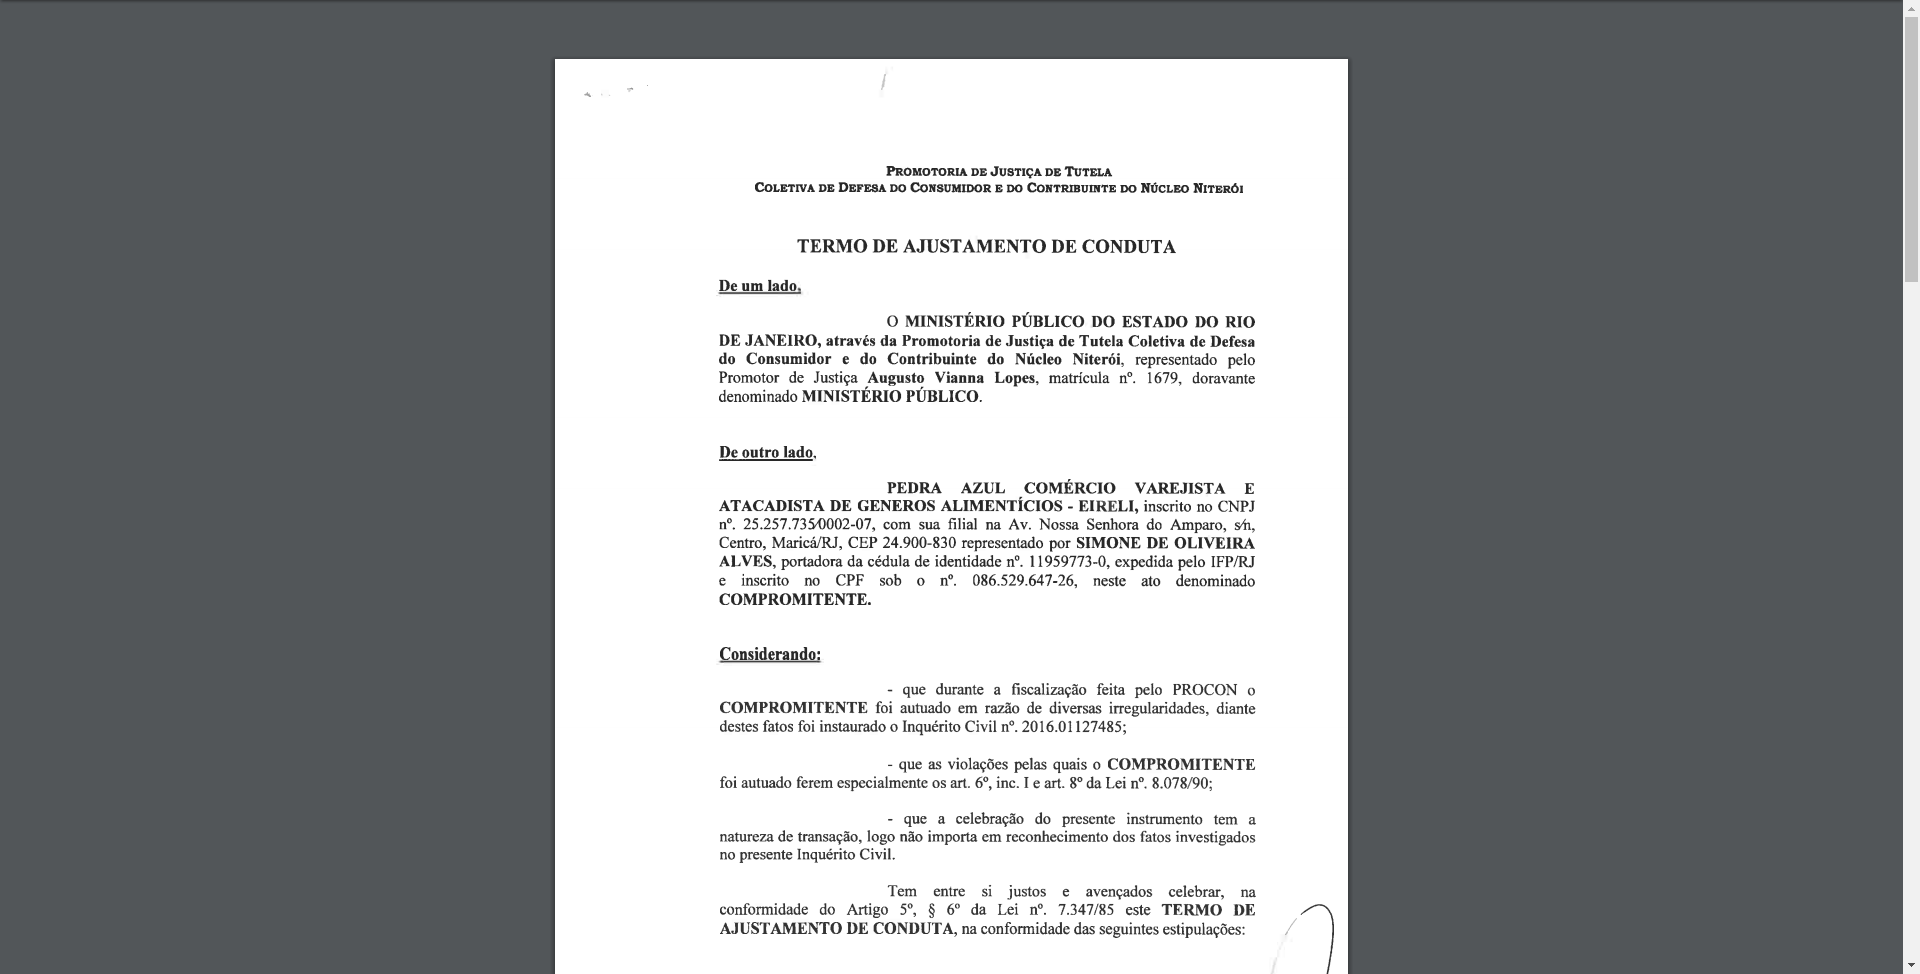 PROMOTORIA DE JUSTIÇA DE TUTELA
COLETIVA DE DEFESA DO CONSUMIDOR E DO CONTRIBUINTE DO NÚCLEO NITERÓI
TERMO DE AJUSTAMENTO DE CONDUTA
De um lado,
O MINISTÉRIO PÚBLICO DO ESTADO DO RIO
DE JANEIRO, através da Promotoria de Justiça de Tutela Coletiva de Defesa
do Consumidor e do Contribuinte do Núcleo Niterói, representado pelo
Promotor de Justiça Augusto Vianna Lopes, matrícula nº. 1679, doravante
denominado MINISTÉRIO PÚBLICO.
De outro lado,
PEDRA AZUL COMÉRCIO VAREJISTA E
ATACADISTA DE GENEROS ALIMENTÍCIOS - EIRELI, inscrito no CNPJ
nº. 25.257.735/0002-07, com sua filial na Av. Nossa Senhora do Amparo, s/n,
Centro, Maricá/RJ, CEP 24.900-830 representado por SIMONE DE OLIVEIRA
ALVES, portadora da cédula de identidade nº. 11959773-0, expedida pelo IFP/RJ
e inscrito no CPF sob o nº. 086.529.647-26, neste ato denominado
COMPROMITENTE.
Considerando:
- que durante a fiscalização feita pelo PROCON o
COMPROMITENTE foi autuado em razão de diversas irregularidades, diante
destes fatos foi instaurado o Inquérito Civil nº. 2016.01127485;
- que as violações pelas quais o COMPROMITENTE
foi autuado ferem especialmente os art. 6º, inc. I e art. 8º da Lei nº. 8.078/90;
- que a celebração do presente instrumento tem a
natureza de transação, logo não importa em reconhecimento dos fatos investigados
no presente Inquérito Civil.
Tem entre si justos e avençados celebrar, na
conformidade do Artigo 5º, § 6º da Lei nº. 7.347/85 este TERMO DE
AJUSTAMENTO DE CONDUTA, na conformidade das seguintes estipulações: